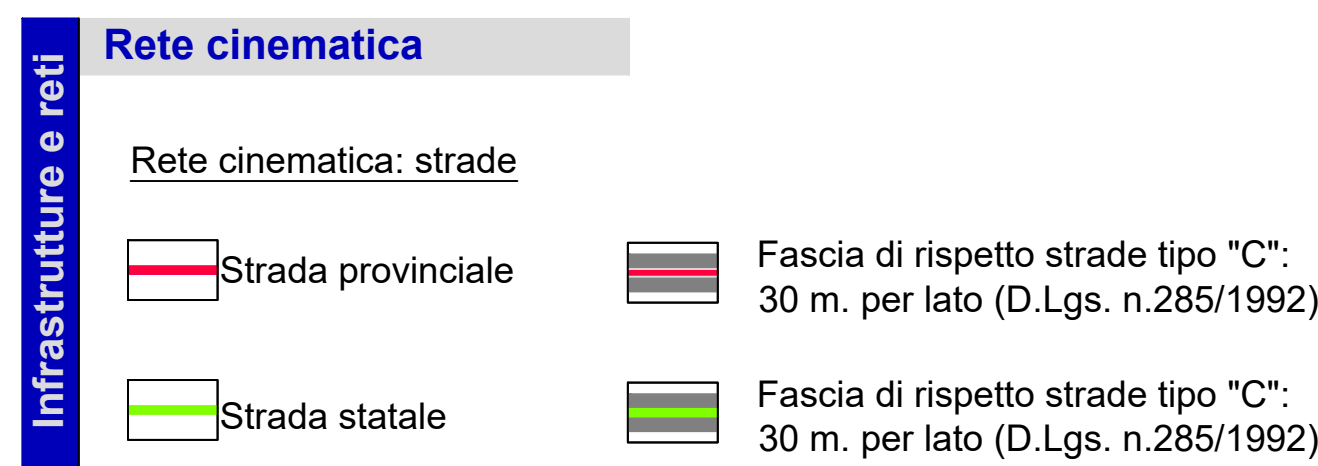 Infrastrutture e reti
Rete cinematica
Rete cinematica: strade
Strada provinciale
Fascia di rispetto strade tipo "C":
30 m. per lato (D.Lgs. n.285/1992)
Strada statale
Fascia di rispetto strade tipo "C":
30 m. per lato (D.Lgs. n.285/1992)